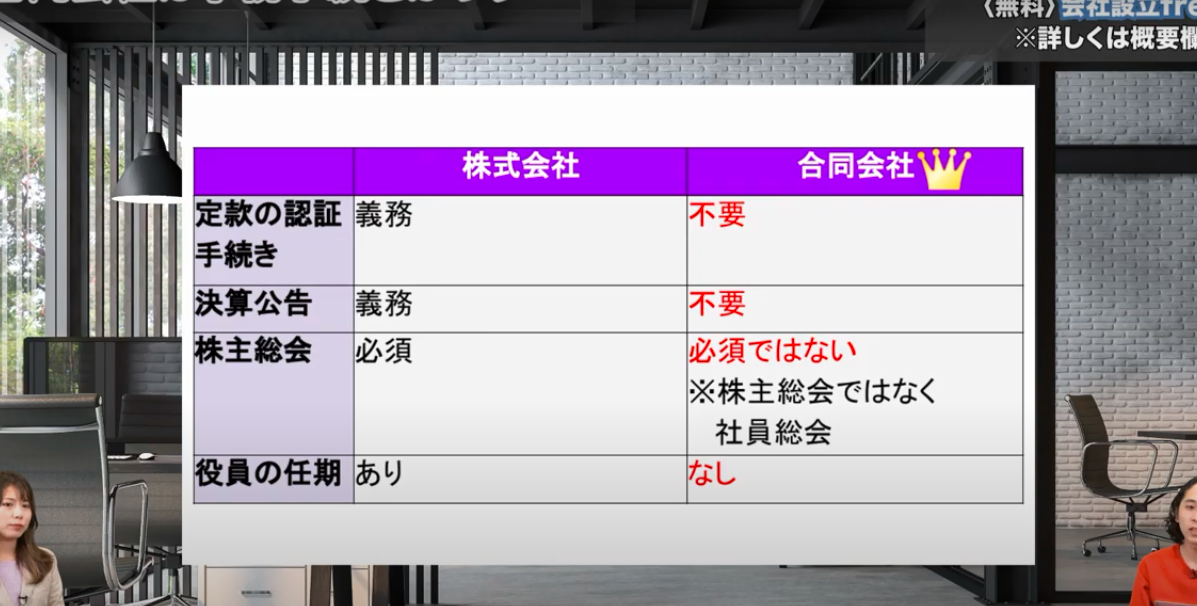 〈無料〉会社設立fre
※詳しくは概要欄
株式会社 合同会社
定款の認証 義務 不要
手続き
決算公告 義務 不要
株主総会 必須 必須ではない
※株主総会ではなく
社員総会
役員の任期 あり なし